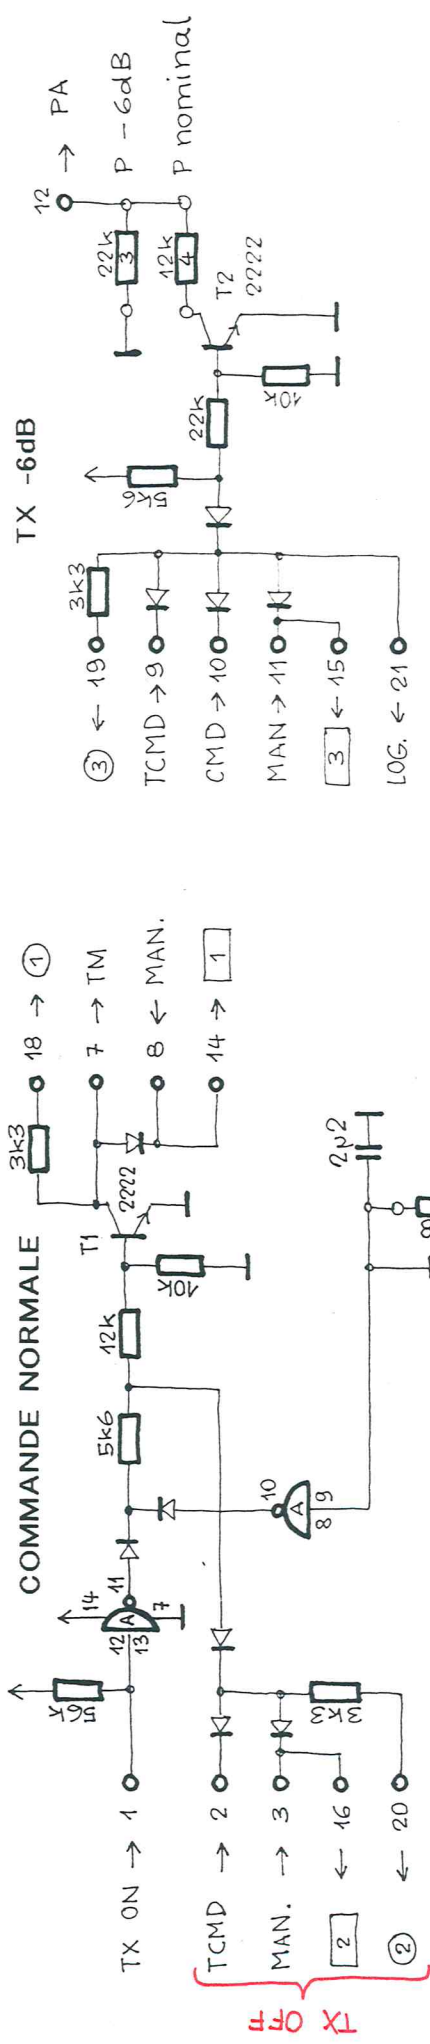 COMMANDE NORMALE
56k
14
TX ON → 1
12
13
A
11
7
5k6
12k
T1
2222
10k
3k3
18 → 1
7 → TM
8 ← MAN.
14 → 1
10
A
8 9
2µ2
TX OFF
TCMD → 2
MAN. → 3
2 ← 16
2 ← 20
3k3
TX -6dB
3 ← 19
3k3
TCMD → 9
CMD → 10
MAN → 11
3 ← 15
LOG. ← 21
5k6
22k
10k
T2
2222
22k
3
12k
4
12 → PA
P -6dB
P nominal